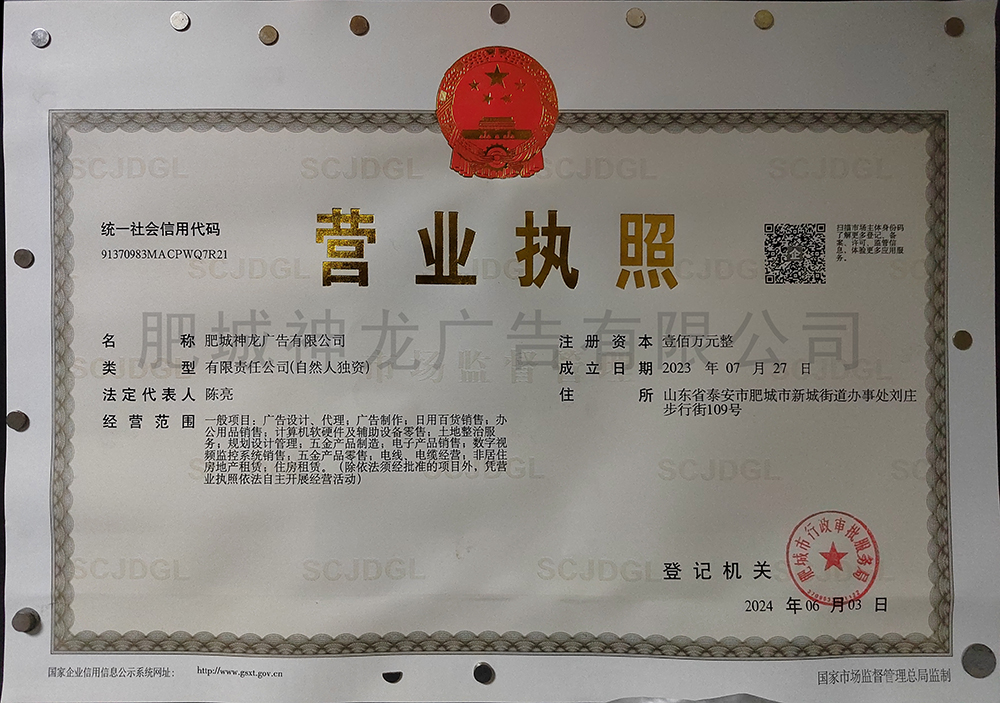 营业执照
统一社会信用代码
91370983MACPWQ7R21
扫描市场主体身份码
了解更多登记、备
案、许可、监管信
息，体验更多应用服
务。
肥城神龙广告有限公司
名 称 肥城神龙广告有限公司
类 型 有限责任公司(自然人独资)
法定代表人 陈亮
经营范围 一般项目：广告设计、代理；广告制作；日用百货销售；办
公用品销售；计算机软硬件及辅助设备零售；土地整治服
务；规划设计管理；五金产品制造；电子产品销售；数字视
频监控系统销售；五金产品零售；电线、电缆经营；非居住
房地产租赁；住房租赁。（除依法须经批准的项目外，凭营
业执照依法自主开展经营活动）
注册资本 壹佰万元整
成立日期 2023 年 07 月 27 日
住 所 山东省泰安市肥城市新城街道办事处刘庄
步行街109号
登记机关
肥城市行政审批服务局
2024 年 06 月 03 日
国家企业信用信息公示系统网址： http://www.gsxt.gov.cn
国家市场监督管理总局监制
SCJDGL